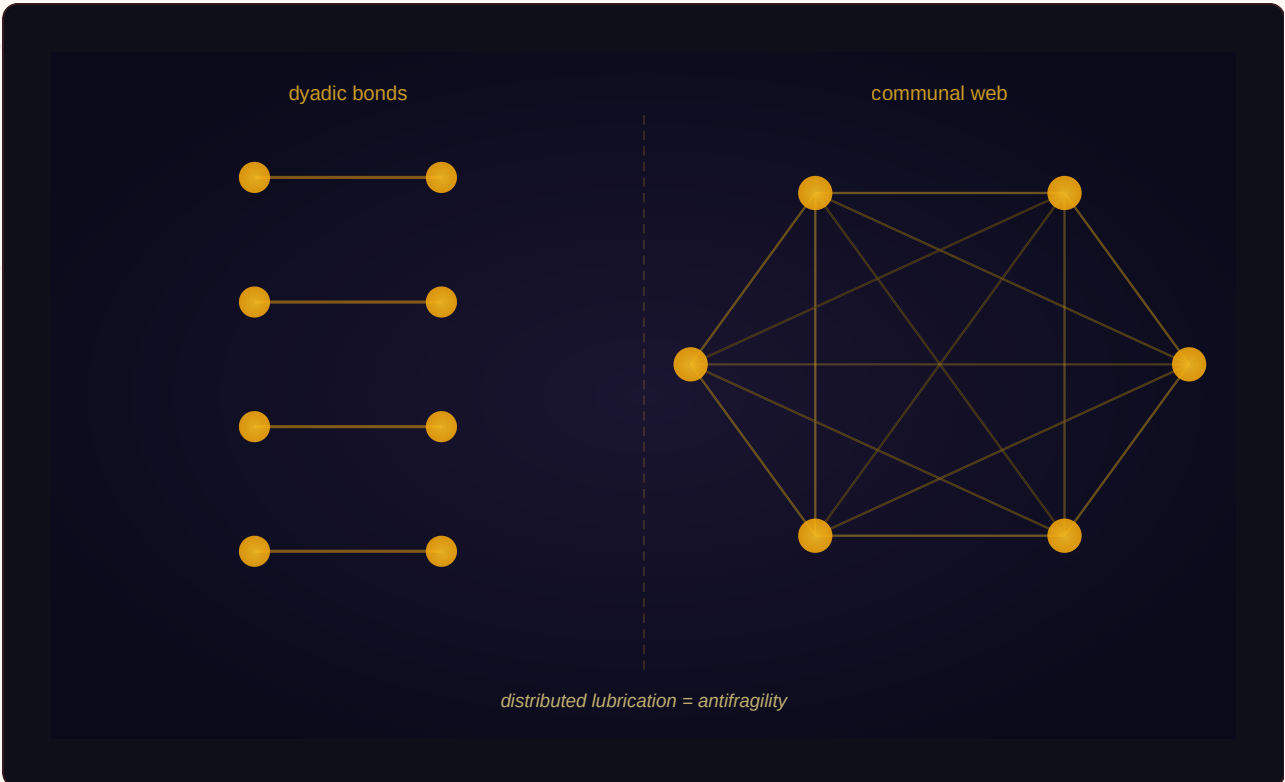 dyadic bonds
communal web
distributed lubrication = antifragility